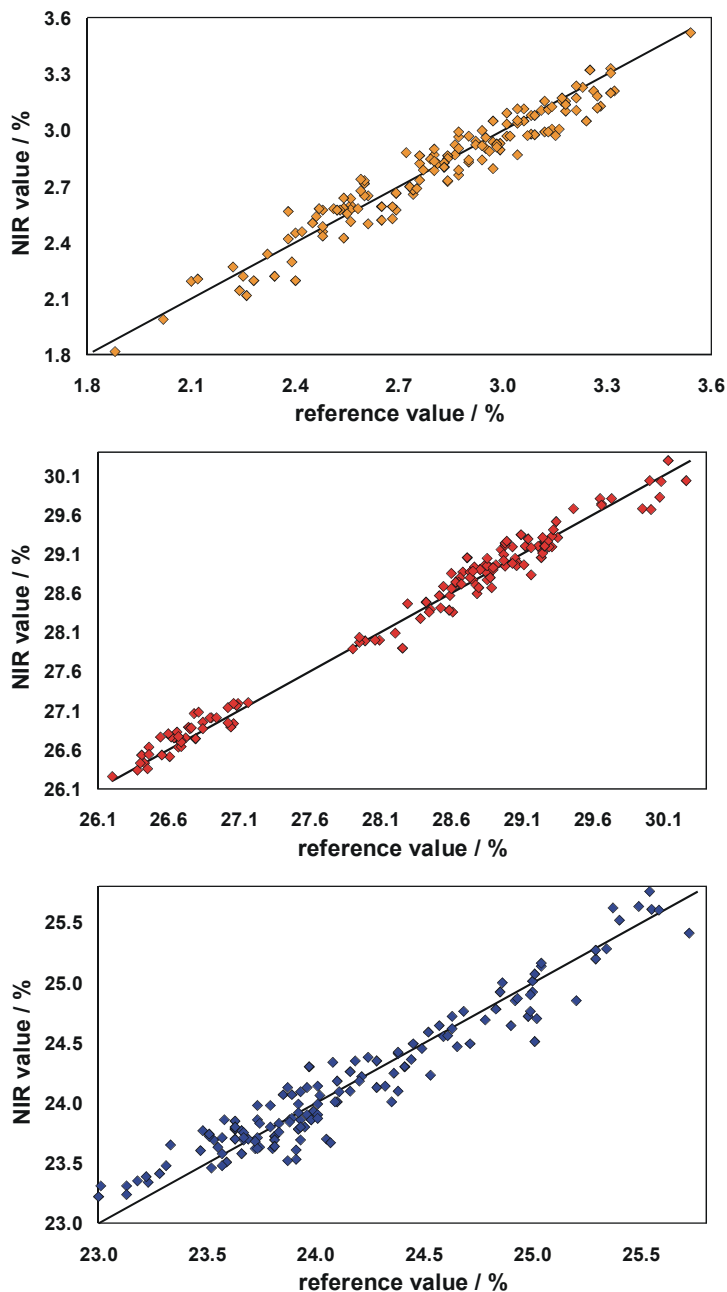 3.6
3.3
3.0
2.7
2.4
2.1
1.8
NIR value / %
1.8 2.1 2.4 2.7 3.0 3.3 3.6
reference value / %
30.1
29.6
29.1
28.6
28.1
27.6
27.1
26.6
26.1
NIR value / %
26.1 26.6 27.1 27.6 28.1 28.6 29.1 29.6 30.1
reference value / %
25.5
25.0
24.5
24.0
23.5
23.0
NIR value / %
23.0 23.5 24.0 24.5 25.0 25.5
reference value / %